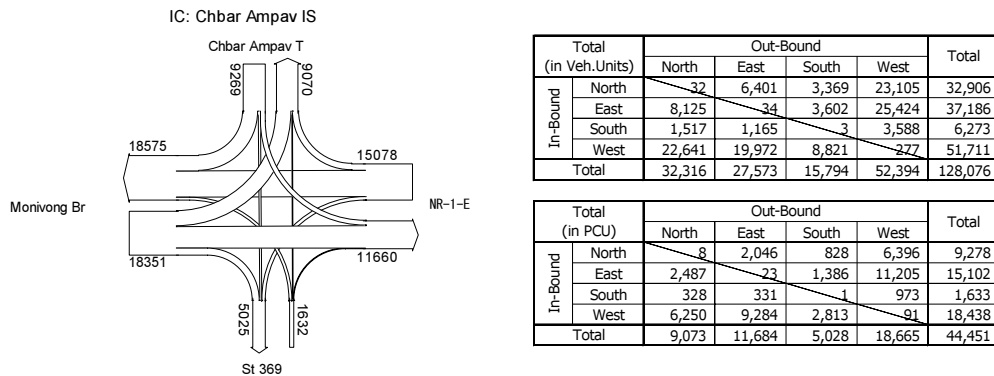 IC: Chbar Ampav IS
Chbar Ampav T
9269
9070
18575
15078
Monivong Br
NR-1-E
18351
11660
5025
1632
St 369
Total (in Veh.Units) Out-Bound Total
North East South West
In-Bound
North 32 6,401 3,369 23,105 32,906
East 8,125 34 3,602 25,424 37,186
South 1,517 1,165 3 3,588 6,273
West 22,641 19,972 8,821 277 51,711
Total 32,316 27,573 15,794 52,394 128,076
Total (in PCU) Out-Bound Total
North East South West
In-Bound
North 8 2,046 828 6,396 9,278
East 2,487 23 1,386 11,205 15,102
South 328 331 1 973 1,633
West 6,250 9,284 2,813 91 18,438
Total 9,073 11,684 5,028 18,665 44,451